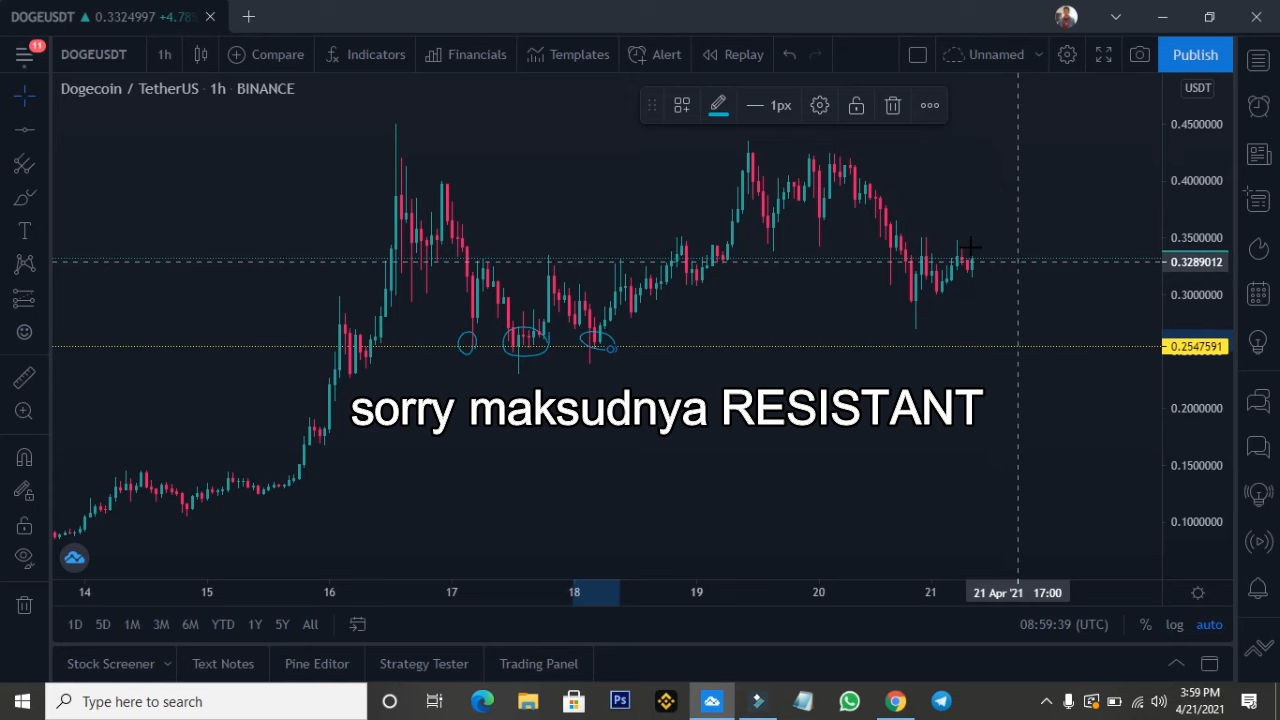 DOGEUSDT ▲ 0.3324997 +4.78%
11
DOGEUSDT 1h Compare Indicators Financials Templates Alert Replay Unnamed Publish
Dogecoin / TetherUS · 1h · BINANCE
1px
USDT
0.4500000
0.4000000
0.3500000
0.3289012
0.3000000
0.2547591
sorry maksudnya RESISTANT
0.2000000
0.1500000
0.1000000
14 15 16 17 18 19 20 21 21 Apr '21 17:00
1D 5D 1M 3M 6M YTD 1Y 5Y All 08:59:39 (UTC) % log auto
Stock Screener Text Notes Pine Editor Strategy Tester Trading Panel
Type here to search Ps 3:59 PM
4/21/2021